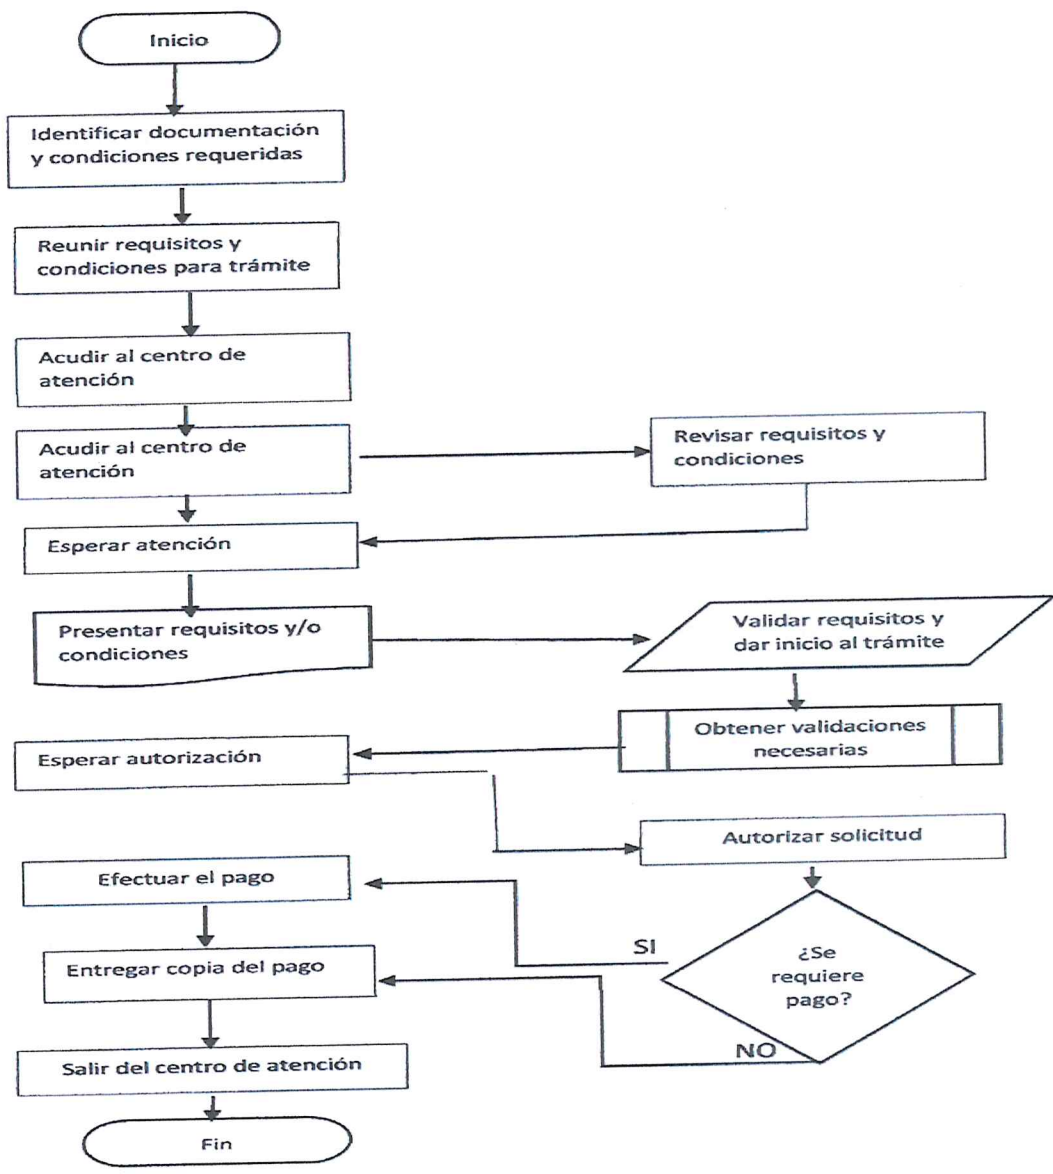 Inicio
Identificar documentación
y condiciones requeridas
Reunir requisitos y
condiciones para trámite
Acudir al centro de
atención
Acudir al centro de
atención
Revisar requisitos y
condiciones
Esperar atención
Presentar requisitos y/o
condiciones
Validar requisitos y
dar inicio al trámite
Obtener validaciones
necesarias
Esperar autorización
Autorizar solicitud
Efectuar el pago
SI
¿Se
requiere
pago?
Entregar copia del pago
NO
Salir del centro de atención
Fin